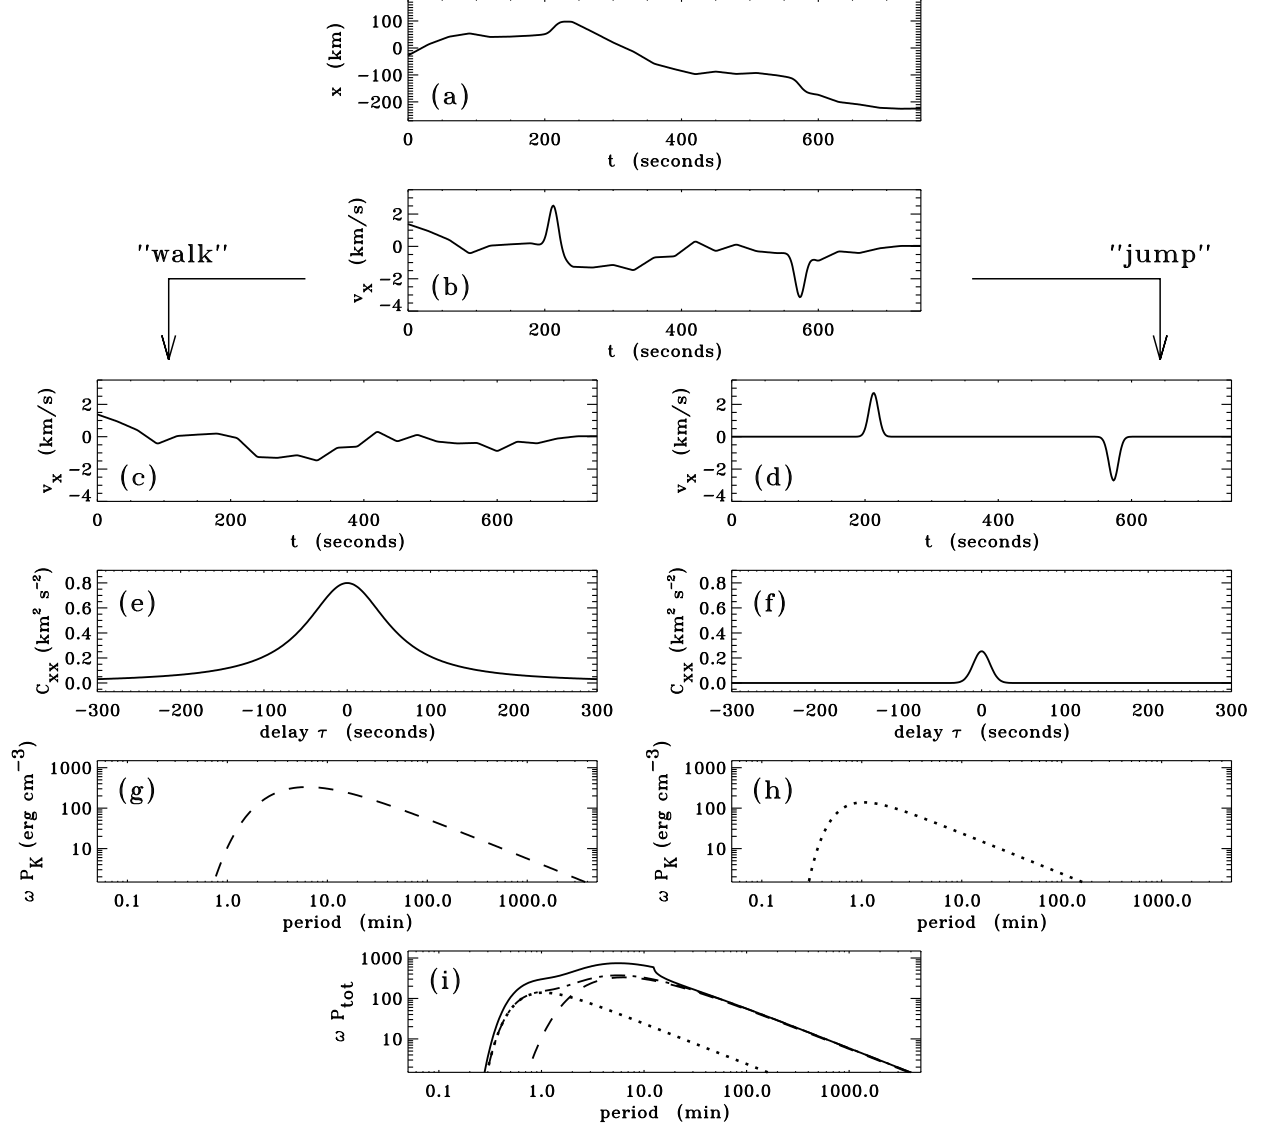 100
0
−100
−200
x (km)
(a)
0 200 400 600
t (seconds)
2
0
−2
−4
v_x (km/s)
(b)
0 200 400 600
t (seconds)
"walk"
"jump"
2
0
−2
−4
v_x (km/s)
(c)
0 200 400 600
t (seconds)
2
0
−2
−4
v_x (km/s)
(d)
0 200 400 600
t (seconds)
0.8
0.6
0.4
0.2
0.0
C_xx (km² s⁻²)
(e)
−300 −200 −100 0 100 200 300
delay τ (seconds)
0.8
0.6
0.4
0.2
0.0
C_xx (km² s⁻²)
(f)
−300 −200 −100 0 100 200 300
delay τ (seconds)
1000
100
10
ω P_K (erg cm⁻³)
(g)
0.1 1.0 10.0 100.0 1000.0
period (min)
1000
100
10
ω P_K (erg cm⁻³)
(h)
0.1 1.0 10.0 100.0 1000.0
period (min)
1000
100
10
ω P_tot
(i)
0.1 1.0 10.0 100.0 1000.0
period (min)